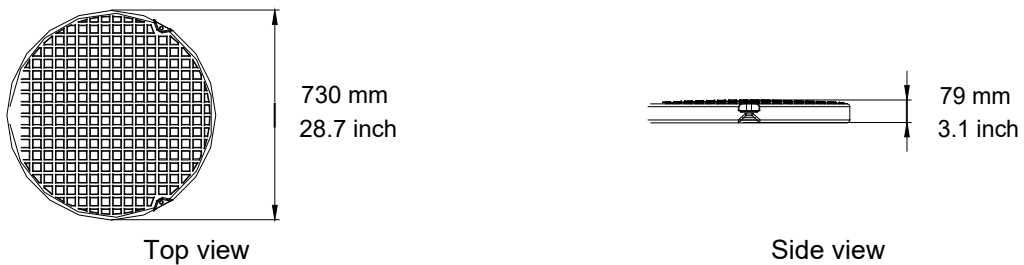 730 mm
28.7 inch
79 mm
3.1 inch
Top view
Side view